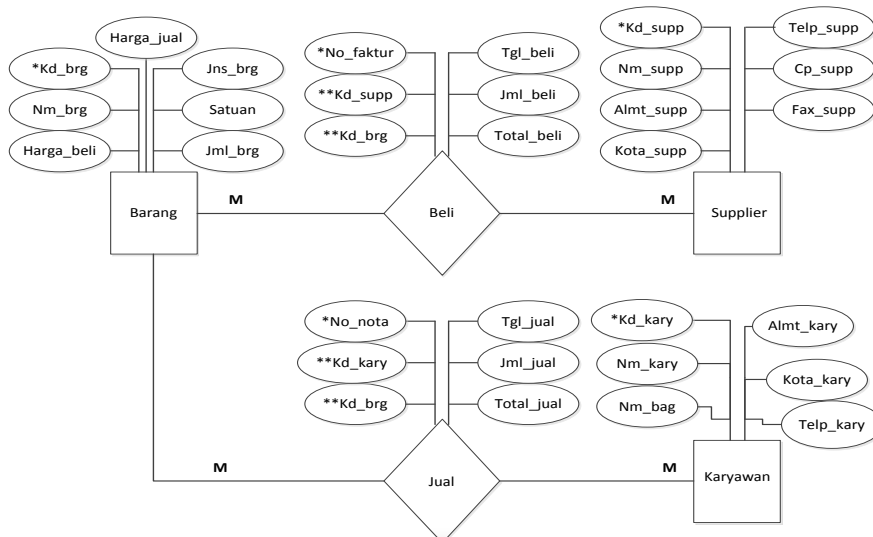 Harga_jual
*Kd_brg
Jns_brg
Nm_brg
Satuan
Harga_beli
Jml_brg
Barang
*No_faktur
Tgl_beli
**Kd_supp
Jml_beli
**Kd_brg
Total_beli
M
Beli
M
*Kd_supp
Telp_supp
Nm_supp
Cp_supp
Almt_supp
Fax_supp
Kota_supp
Supplier
*No_nota
Tgl_jual
**Kd_kary
Jml_jual
**Kd_brg
Total_jual
M
Jual
M
*Kd_kary
Almt_kary
Nm_kary
Kota_kary
Nm_bag
Telp_kary
Karyawan